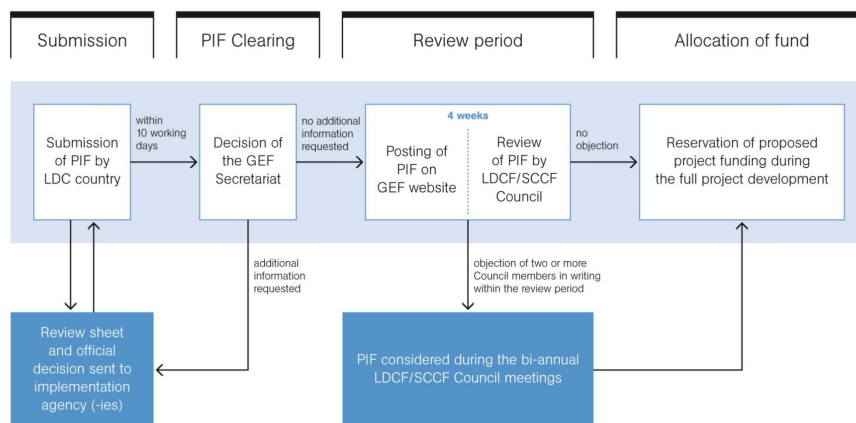 Submission
PIF Clearing
Review period
Allocation of fund
Submission
of PIF by
LDC country
within
10 working
days
Decision of
the GEF
Secretariat
no additional
information
requested
4 weeks
Posting of
PIF on
GEF website
Review
of PIF by
LDCF/SCCF
Council
no
objection
Reservation of proposed
project funding during
the full project development
additional
information
requested
objection of two or more
Council members in writing
within the review period
Review sheet
and official
decision sent to
implementation
agency (-ies)
PIF considered during the bi-annual
LDCF/SCCF Council meetings